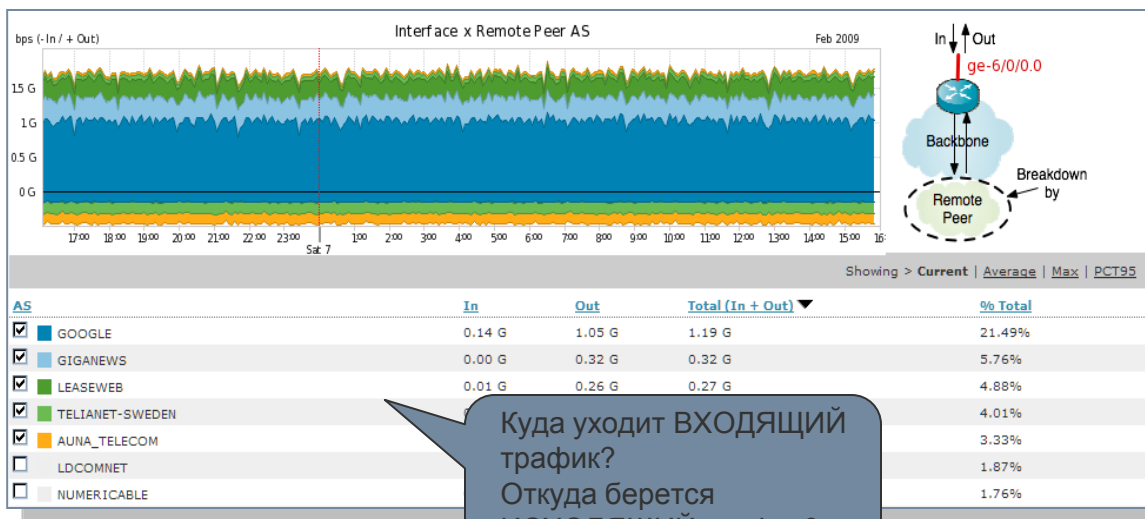 bps (-In / + Out)
Interface x Remote Peer AS
Feb 2009
1.5 G
1 G
0.5 G
0 G
17:00 18:00 19:00 20:00 21:00 22:00 23:00 1:00 2:00 3:00 4:00 5:00 6:00 7:00 8:00 9:00 10:00 11:00 12:00 13:00 14:00 15:00 16:
Sat 7
In Out
ge-6/0/0.0
Backbone
Breakdown
by
Remote
Peer
Showing > Current | Average | Max | PCT95
AS In Out Total (In + Out) % Total
GOOGLE 0.14 G 1.05 G 1.19 G 21.49%
GIGANEWS 0.00 G 0.32 G 0.32 G 5.76%
LEASEWEB 0.01 G 0.26 G 0.27 G 4.88%
TELIANET-SWEDEN 4.01%
AUNA_TELECOM 3.33%
LDCOMNET 1.87%
NUMERICABLE 1.76%
Куда уходит ВХОДЯЩИЙ
трафик?
Откуда берется